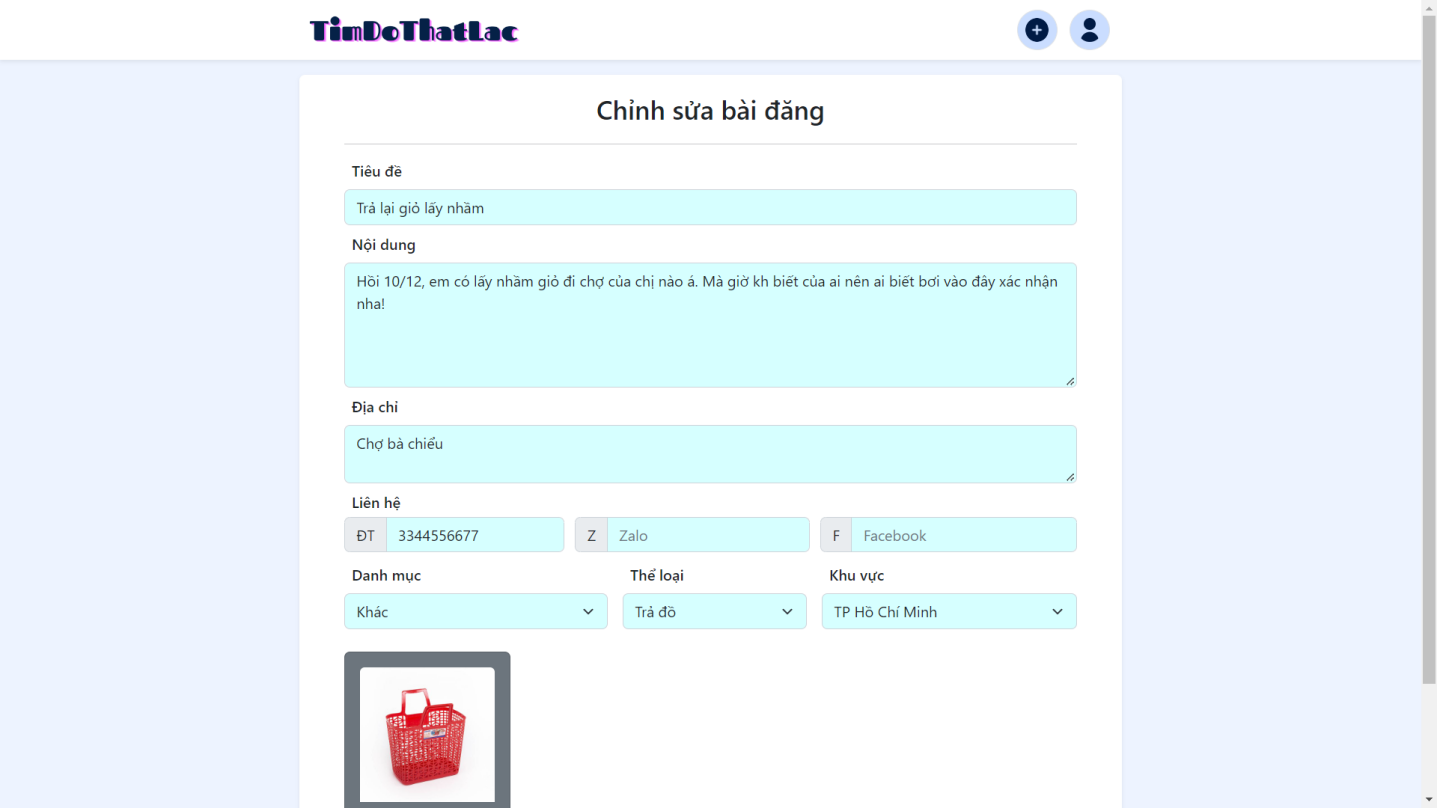 TimDoThatLac
Chỉnh sửa bài đăng
Tiêu đề
Trả lại giỏ lấy nhầm
Nội dung
Hồi 10/12, em có lấy nhầm giỏ đi chợ của chị nào á. Mà giờ kh biết của ai nên ai biết bơi vào đây xác nhận
nha!
Địa chỉ
Chợ bà chiểu
Liên hệ
ĐT 3344556677 Z Zalo F Facebook
Danh mục Thể loại Khu vực
Khác Trả đồ TP Hồ Chí Minh